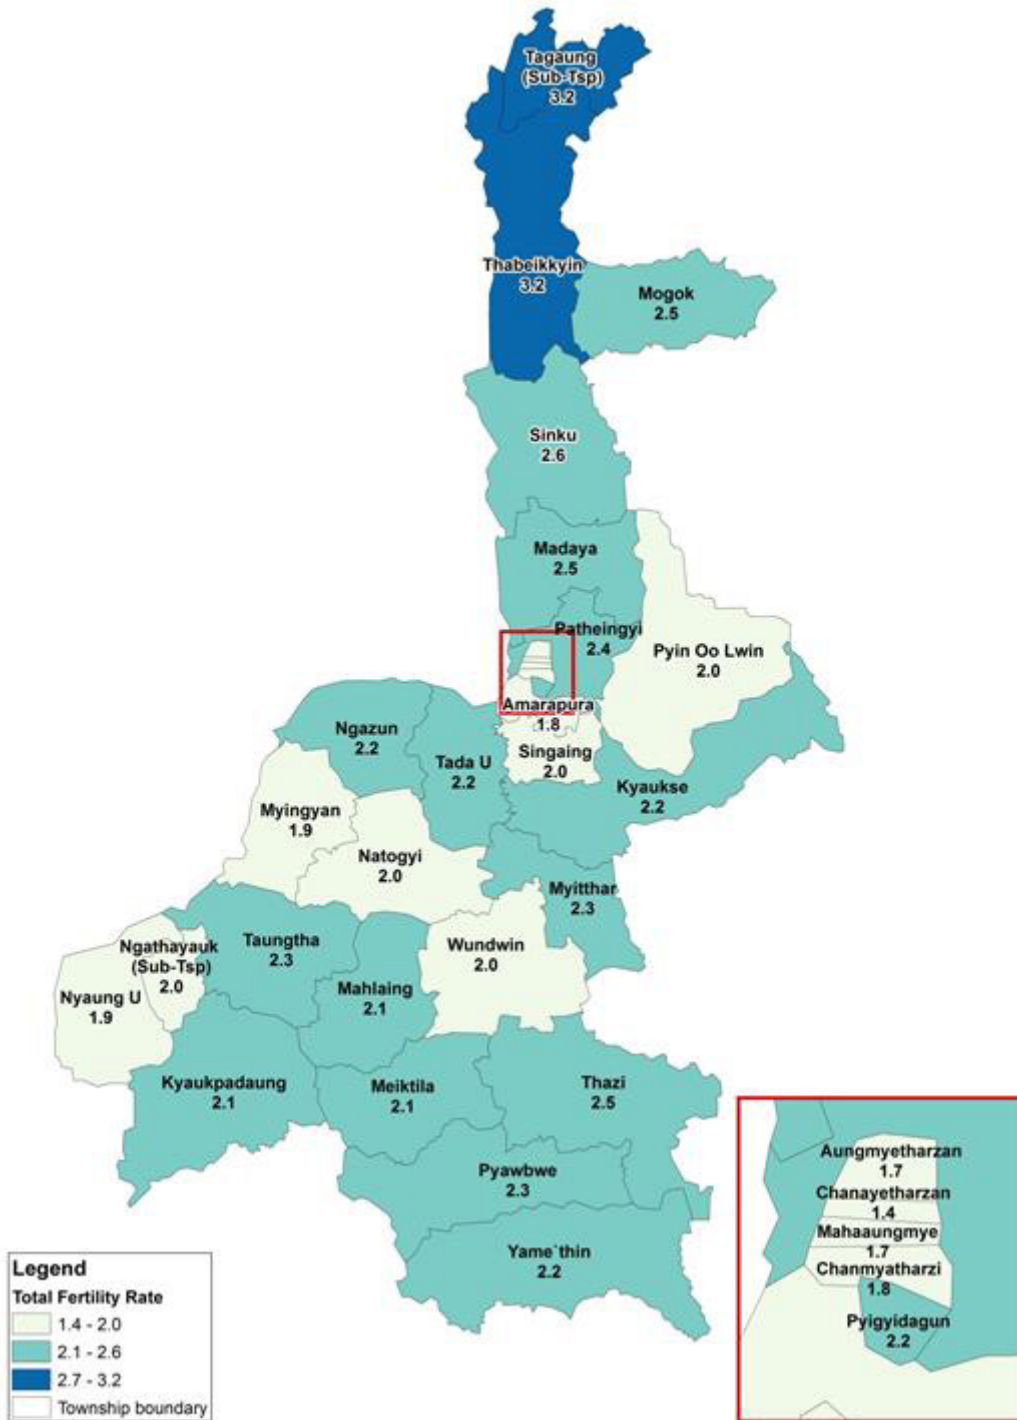 Tagaung
(Sub-Tsp)
3.2
Thabeikkyin
3.2
Mogok
2.5
Sinku
2.6
Madaya
2.5
Patheingyi
2.4
Pyin Oo Lwin
2.0
Amarapura
1.8
Singaing
2.0
Ngazun
2.2
Tada U
2.2
Kyaukse
2.2
Myingyan
1.9
Natogyi
2.0
Myitthar
2.3
Ngathayauk
(Sub-Tsp)
2.0
Taungtha
2.3
Wundwin
2.0
Nyaung U
1.9
Mahlaing
2.1
Kyaukpadaung
2.1
Meiktila
2.1
Thazi
2.5
Pyawbwe
2.3
Yame`thin
2.2
Aungmyetharzan
1.7
Chanayetharzan
1.4
Mahaaungmye
1.7
Chanmyatharzi
1.8
Pyigyidagun
2.2
Legend
Total Fertility Rate
1.4 - 2.0
2.1 - 2.6
2.7 - 3.2
Township boundary